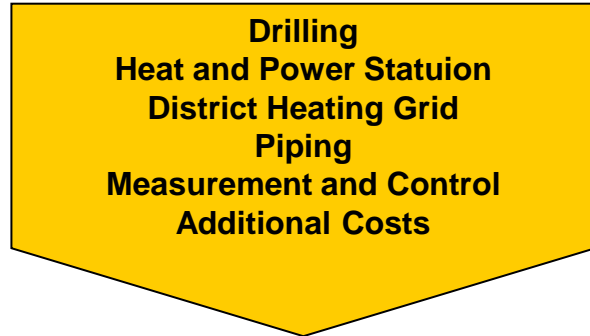 Drilling
Heat and Power Statuion
District Heating Grid
Piping
Measurement and Control
Additional Costs